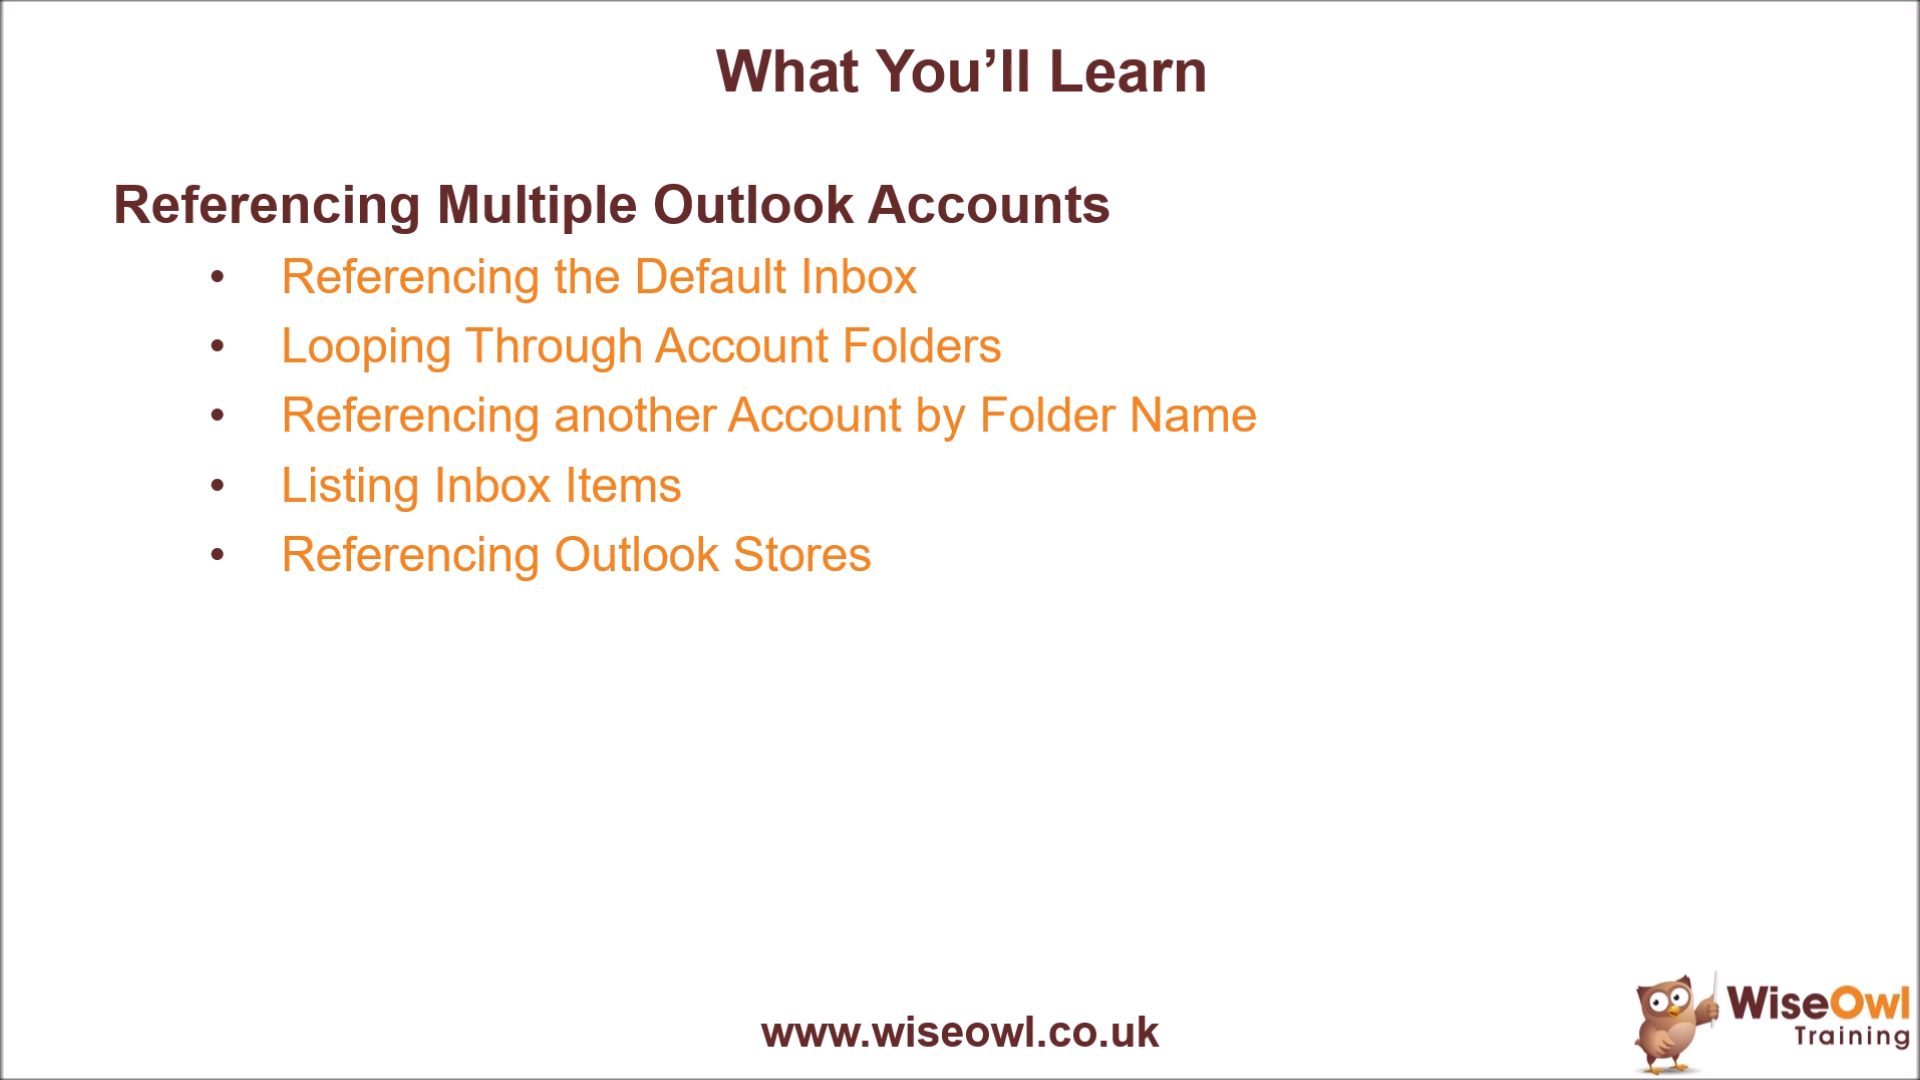 What You’ll Learn
Referencing Multiple Outlook Accounts
• Referencing the Default Inbox
• Looping Through Account Folders
• Referencing another Account by Folder Name
• Listing Inbox Items
• Referencing Outlook Stores
www.wiseowl.co.uk
WiseOwl
Training